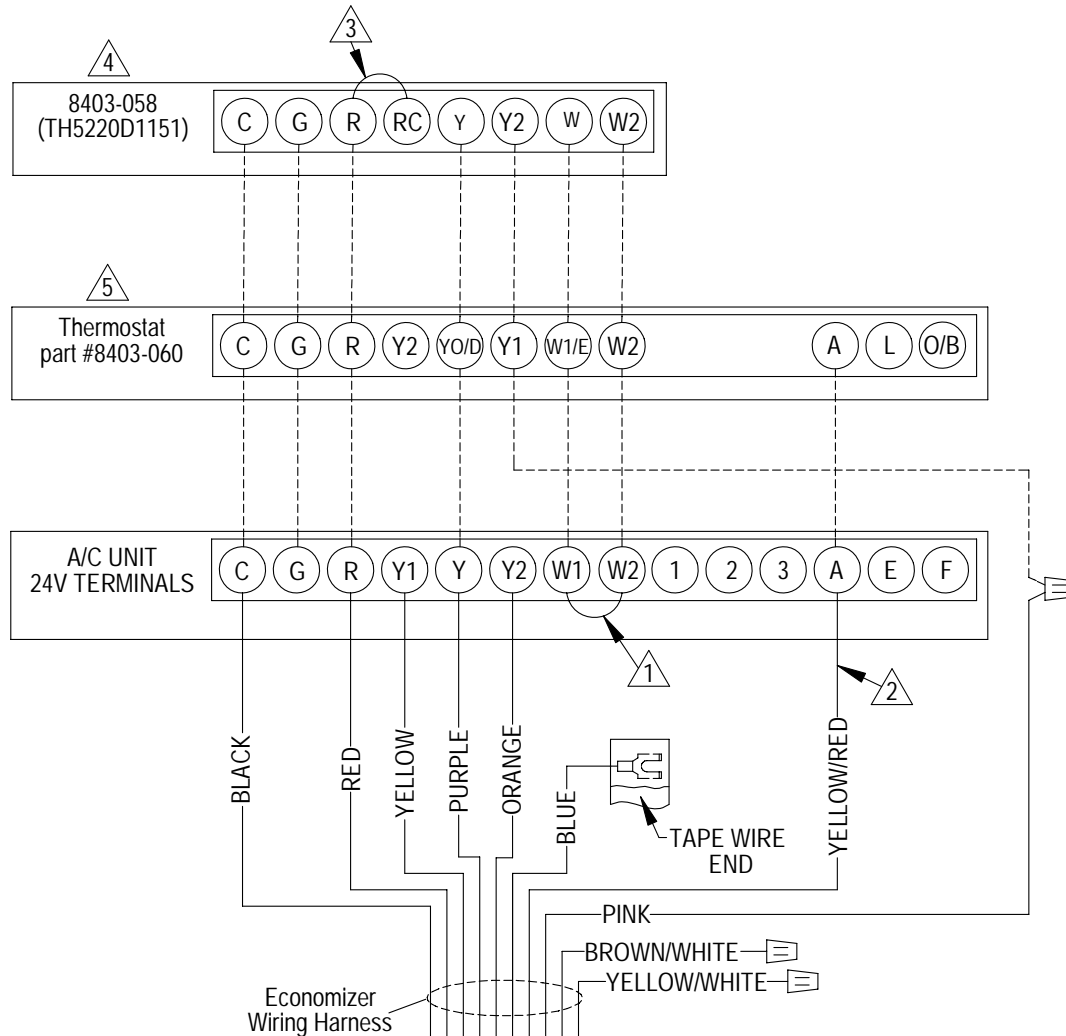 3
4
8403-058
(TH5220D1151)
C G R RC Y Y2 W W2
5
Thermostat
part #8403-060
C G R Y2 YO/D Y1 W1/E W2 A L O/B
A/C UNIT
24V TERMINALS
C G R Y1 Y Y2 W1 W2 1 2 3 A E F
1
2
BLACK
RED
YELLOW
PURPLE
ORANGE
BLUE
YELLOW/RED
TAPE WIRE
END
PINK
BROWN/WHITE
YELLOW/WHITE
Economizer
Wiring Harness